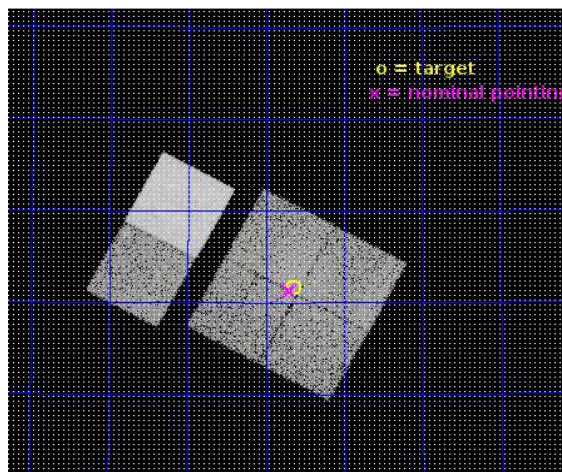 o = target
x = nominal pointing